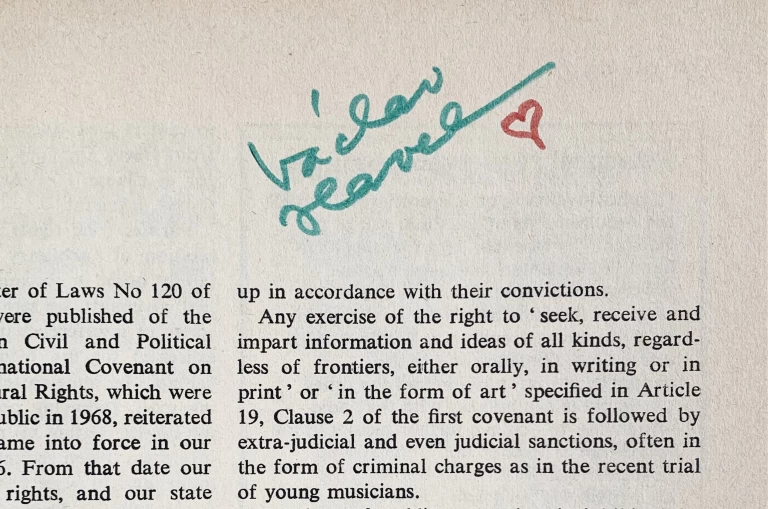 Václav
Havel
ter of Laws No 120 of
were published of the
n Civil and Political
national Covenant on
ural Rights, which were
ublic in 1968, reiterated
ame into force in our
6. From that date our
rights, and our state
up in accordance with their convictions.
Any exercise of the right to ‘ seek, receive and
impart information and ideas of all kinds, regard-
less of frontiers, either orally, in writing or in
print ’ or ‘ in the form of art ’ specified in Article
19, Clause 2 of the first covenant is followed by
extra-judicial and even judicial sanctions, often in
the form of criminal charges as in the recent trial
of young musicians.